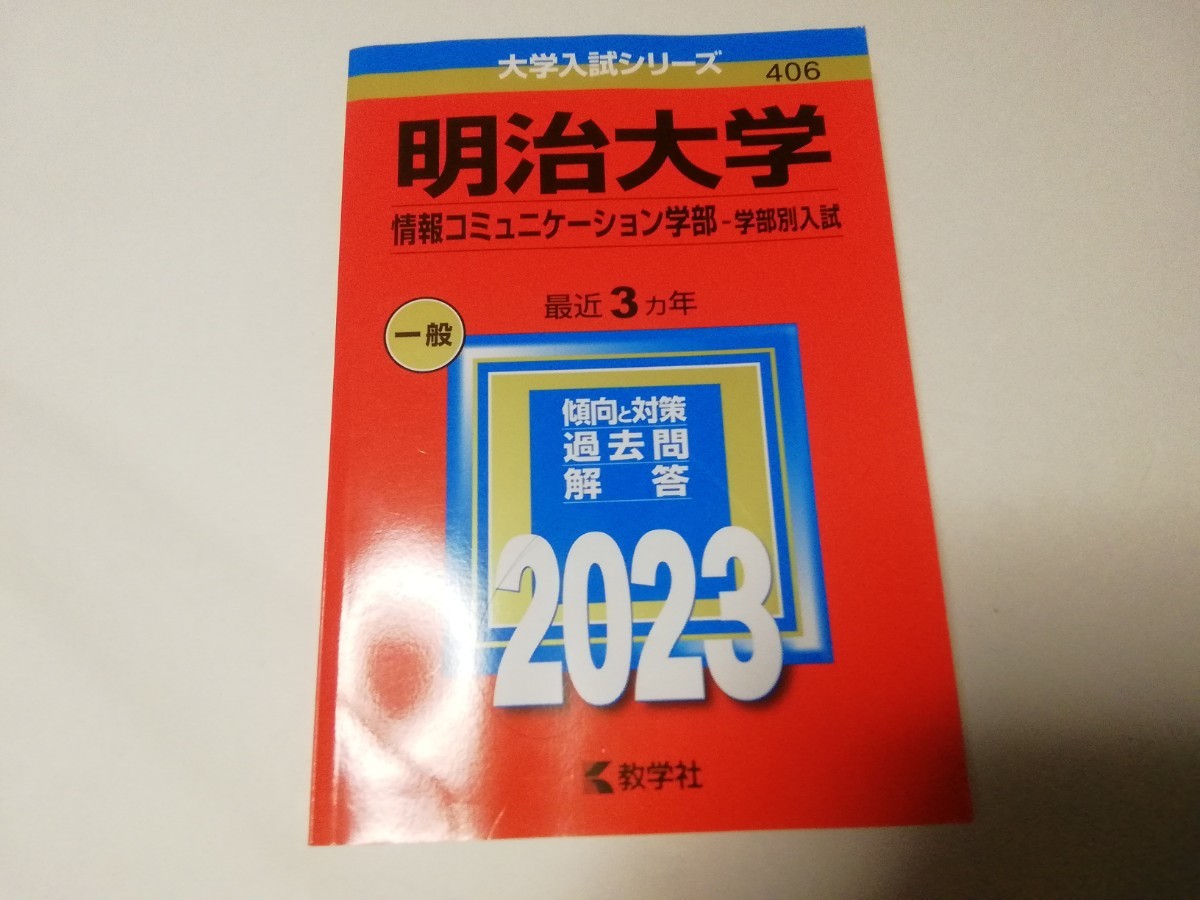 大学入試シリーズ
406
明治大学
情報コミュニケーション学部-学部別入試
最近3カ年
一般
傾向と対策
過去問
解答
2023
教学社